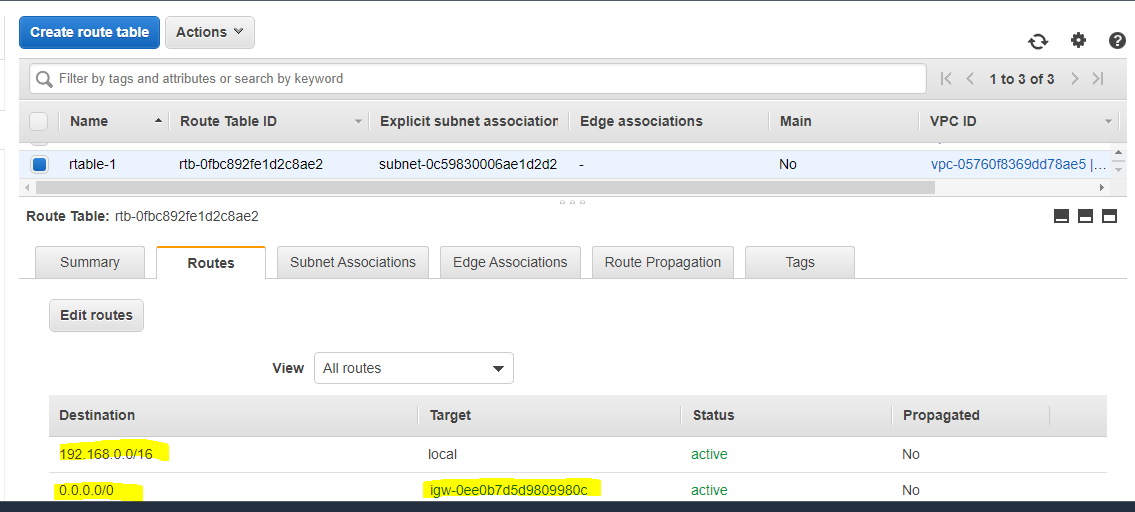 Create route table Actions
Filter by tags and attributes or search by keyword 1 to 3 of 3
Name Route Table ID Explicit subnet association Edge associations Main VPC ID
rtable-1 rtb-0fbc892fe1d2c8ae2 subnet-0c59830006ae1d2d2 - No vpc-05760f8369dd78ae5 |...
Route Table: rtb-0fbc892fe1d2c8ae2
Summary Routes Subnet Associations Edge Associations Route Propagation Tags
Edit routes
View All routes
Destination Target Status Propagated
192.168.0.0/16 local active No
0.0.0.0/0 igw-0ee0b7d5d9809980c active No